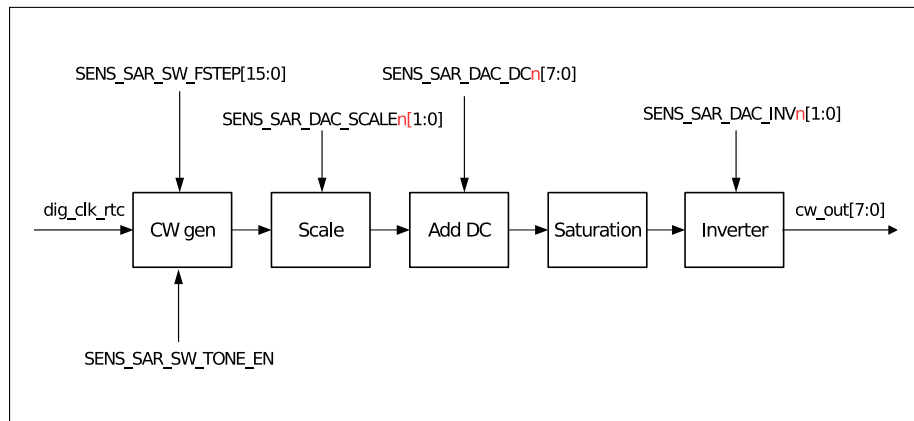 SENS_SAR_SW_FSTEP[15:0]
SENS_SAR_DAC_DCn[7:0]
SENS_SAR_DAC_SCALEn[1:0]
SENS_SAR_DAC_INVn[1:0]
dig_clk_rtc
CW gen
Scale
Add DC
Saturation
Inverter
cw_out[7:0]
SENS_SAR_SW_TONE_EN